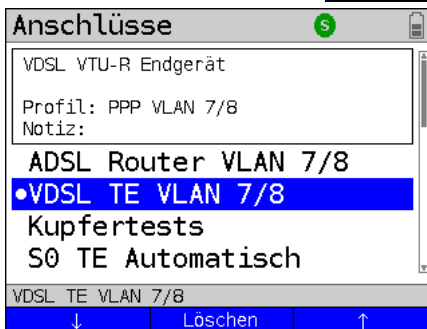 Anschlüsse S
VDSL VTU-R Endgerät
Profil: PPP VLAN 7/8
Notiz:
ADSL Router VLAN 7/8
VDSL TE VLAN 7/8
Kupfertests
S0 TE Automatisch
VDSL TE VLAN 7/8
↓ Löschen ↑